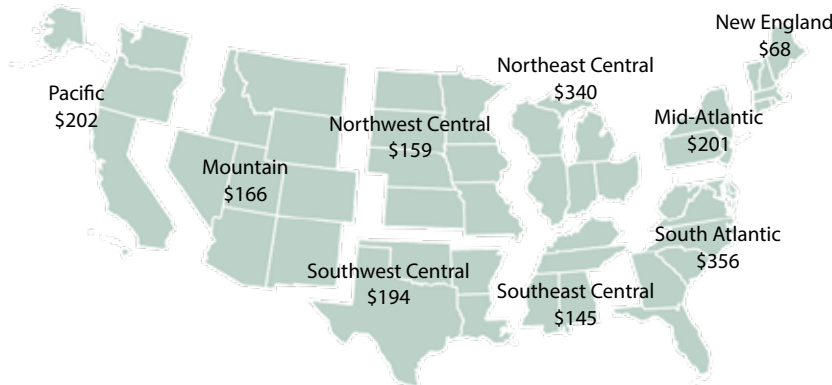 New England
$68
Northeast Central
$340
Pacific
$202
Mid-Atlantic
$201
Northwest Central
$159
Mountain
$166
South Atlantic
$356
Southwest Central
$194
Southeast Central
$145